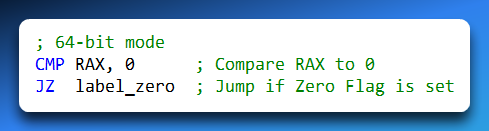 ; 64-bit mode
CMP RAX, 0      ; Compare RAX to 0
JZ  label_zero  ; Jump if Zero Flag is set